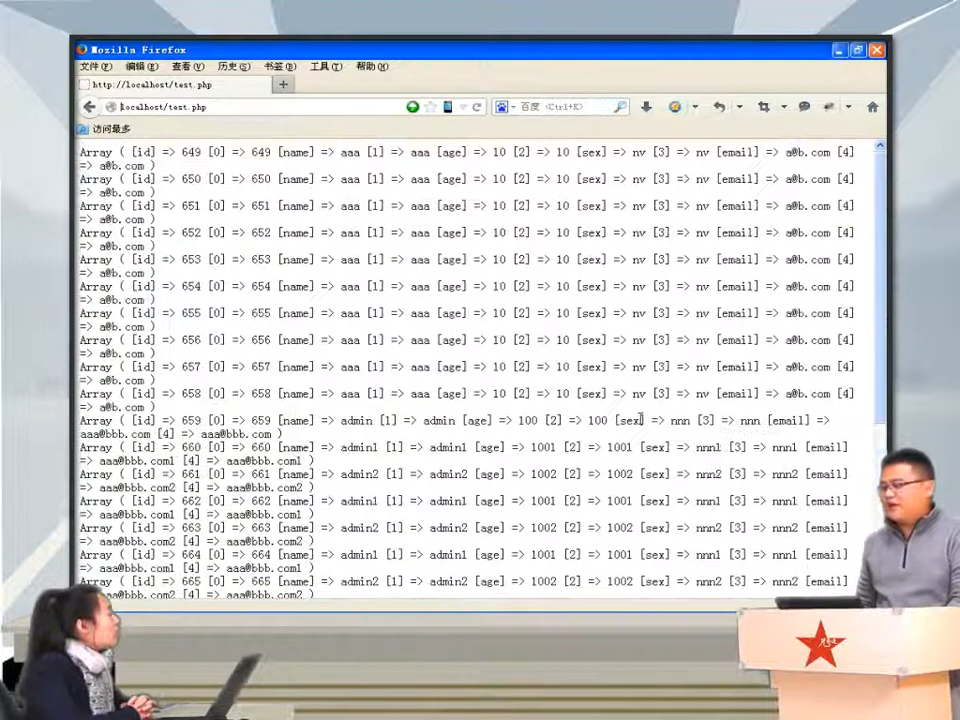 Mozilla Firefox
文件(F) 编辑(E) 查看(V) 历史(S) 书签(B) 工具(T) 帮助(H)
http://localhost/test.php
localhost/test.php
百度 <Ctrl+K>
访问最多
Array ( [id] => 649 [0] => 649 [name] => aaa [1] => aaa [age] => 10 [2] => 10 [sex] => nv [3] => nv [email] => a@b.com [4]
=> a@b.com )
Array ( [id] => 650 [0] => 650 [name] => aaa [1] => aaa [age] => 10 [2] => 10 [sex] => nv [3] => nv [email] => a@b.com [4]
=> a@b.com )
Array ( [id] => 651 [0] => 651 [name] => aaa [1] => aaa [age] => 10 [2] => 10 [sex] => nv [3] => nv [email] => a@b.com [4]
=> a@b.com )
Array ( [id] => 652 [0] => 652 [name] => aaa [1] => aaa [age] => 10 [2] => 10 [sex] => nv [3] => nv [email] => a@b.com [4]
=> a@b.com )
Array ( [id] => 653 [0] => 653 [name] => aaa [1] => aaa [age] => 10 [2] => 10 [sex] => nv [3] => nv [email] => a@b.com [4]
=> a@b.com )
Array ( [id] => 654 [0] => 654 [name] => aaa [1] => aaa [age] => 10 [2] => 10 [sex] => nv [3] => nv [email] => a@b.com [4]
=> a@b.com )
Array ( [id] => 655 [0] => 655 [name] => aaa [1] => aaa [age] => 10 [2] => 10 [sex] => nv [3] => nv [email] => a@b.com [4]
=> a@b.com )
Array ( [id] => 656 [0] => 656 [name] => aaa [1] => aaa [age] => 10 [2] => 10 [sex] => nv [3] => nv [email] => a@b.com [4]
=> a@b.com )
Array ( [id] => 657 [0] => 657 [name] => aaa [1] => aaa [age] => 10 [2] => 10 [sex] => nv [3] => nv [email] => a@b.com [4]
=> a@b.com )
Array ( [id] => 658 [0] => 658 [name] => aaa [1] => aaa [age] => 10 [2] => 10 [sex] => nv [3] => nv [email] => a@b.com [4]
=> a@b.com )
Array ( [id] => 659 [0] => 659 [name] => admin [1] => admin [age] => 100 [2] => 100 [sex] => nnn [3] => nnn [email] =>
aaa@bbb.com [4] => aaa@bbb.com )
Array ( [id] => 660 [0] => 660 [name] => admin1 [1] => admin1 [age] => 1001 [2] => 1001 [sex] => nnn1 [3] => nnn1 [email]
=> aaa@bbb.com1 [4] => aaa@bbb.com1 )
Array ( [id] => 661 [0] => 661 [name] => admin2 [1] => admin2 [age] => 1002 [2] => 1002 [sex] => nnn2 [3] => nnn2 [email]
=> aaa@bbb.com2 [4] => aaa@bbb.com2 )
Array ( [id] => 662 [0] => 662 [name] => admin1 [1] => admin1 [age] => 1001 [2] => 1001 [sex] => nnn1 [3] => nnn1 [email]
=> aaa@bbb.com1 [4] => aaa@bbb.com1 )
Array ( [id] => 663 [0] => 663 [name] => admin2 [1] => admin2 [age] => 1002 [2] => 1002 [sex] => nnn2 [3] => nnn2 [email]
=> aaa@bbb.com2 [4] => aaa@bbb.com2 )
Array ( [id] => 664 [0] => 664 [name] => admin1 [1] => admin1 [age] => 1001 [2] => 1001 [sex] => nnn1 [3] => nnn1 [email]
=> aaa@bbb.com1 [4] => aaa@bbb.com1 )
Array ( [id] => 665 [0] => 665 [name] => admin2 [1] => admin2 [age] => 1002 [2] => 1002 [sex] => nnn2 [3] => nnn2 [email]
=> aaa@bbb.com2 [4] => aaa@bbb.com2 )